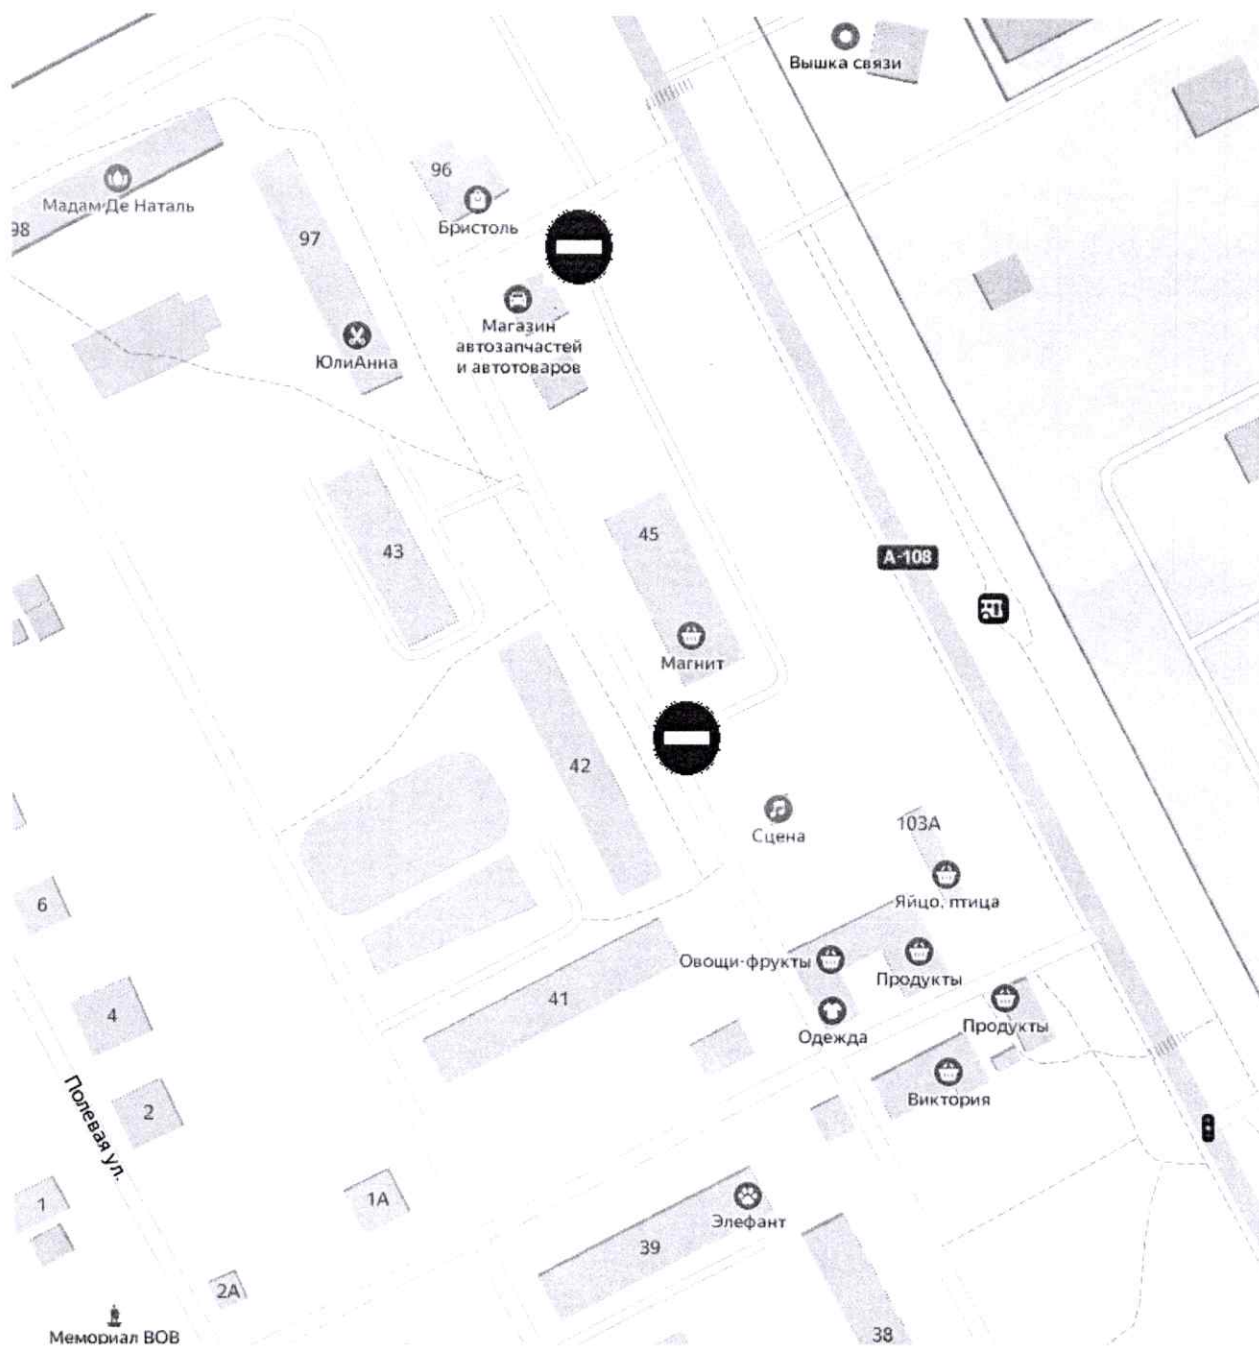 Вышка связи
96
Мадам Де Наталь
Бристоль
98
97
Магазин
автозапчастей
и автотоваров
ЮлиАнна
45
43
А-108
Магнит
42
Сцена
103А
6
Яйцо, птица
Овощи-фрукты
Продукты
41
4
Продукты
Одежда
Виктория
Полевая ул.
2
1А
1
Элефант
39
2А
Мемориал ВОВ
38